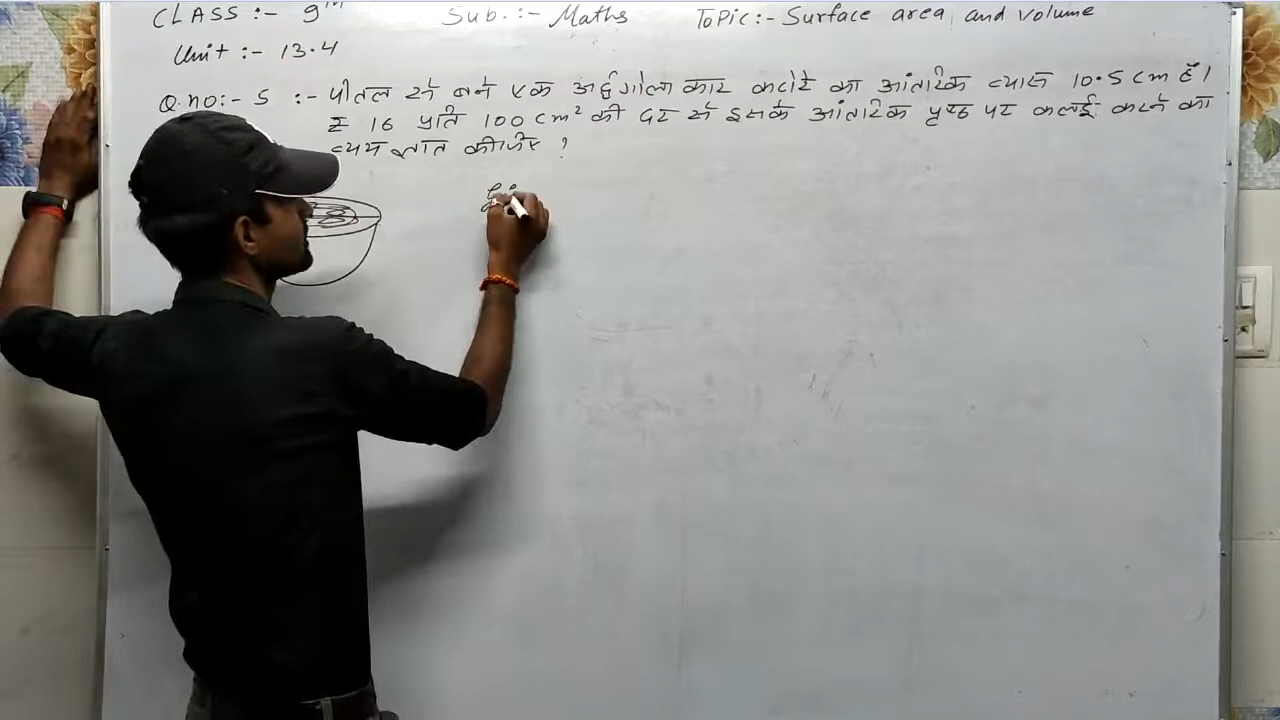 CLASS :- 9th Sub. :- Maths Topic:- Surface area and volume
Unit :- 13.4
Q.no:- 5 :- पीतल से बने एक अर्द्धगोलाकार कटोरे का आंतरिक व्यास 10.5 cm है।
₹ 16 प्रति 100 cm² की दर से इसके आंतरिक पृष्ठ पर कलई करने का
व्यय ज्ञात कीजिए ?